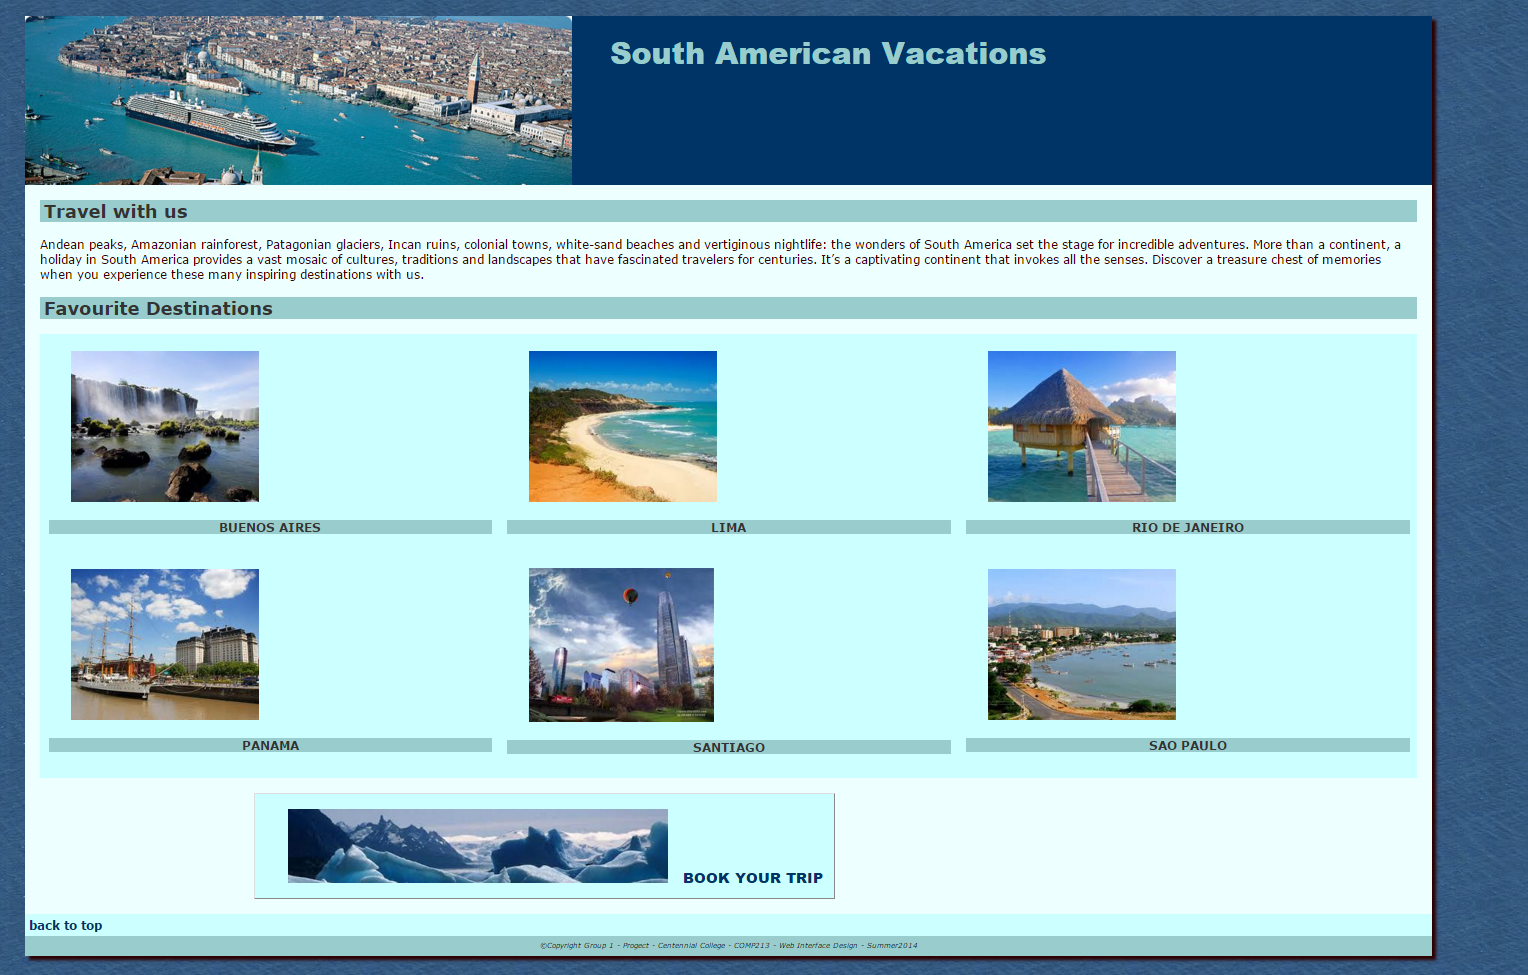 South American Vacations
Travel with us
Andean peaks, Amazonian rainforest, Patagonian glaciers, Incan ruins, colonial towns, white-sand beaches and vertiginous nightlife: the wonders of South America set the stage for incredible adventures. More than a continent, a
holiday in South America provides a vast mosaic of cultures, traditions and landscapes that have fascinated travelers for centuries. It´s a captivating continent that invokes all the senses. Discover a treasure chest of memories
when you experience these many inspiring destinations with us.
Favourite Destinations
BUENOS AIRES
LIMA
RIO DE JANEIRO
PANAMA
SANTIAGO
SAO PAULO
BOOK YOUR TRIP
back to top
©Copyright Group 1 - Progect - Centennial College - COMP213 - Web Interface Design - Summer2014